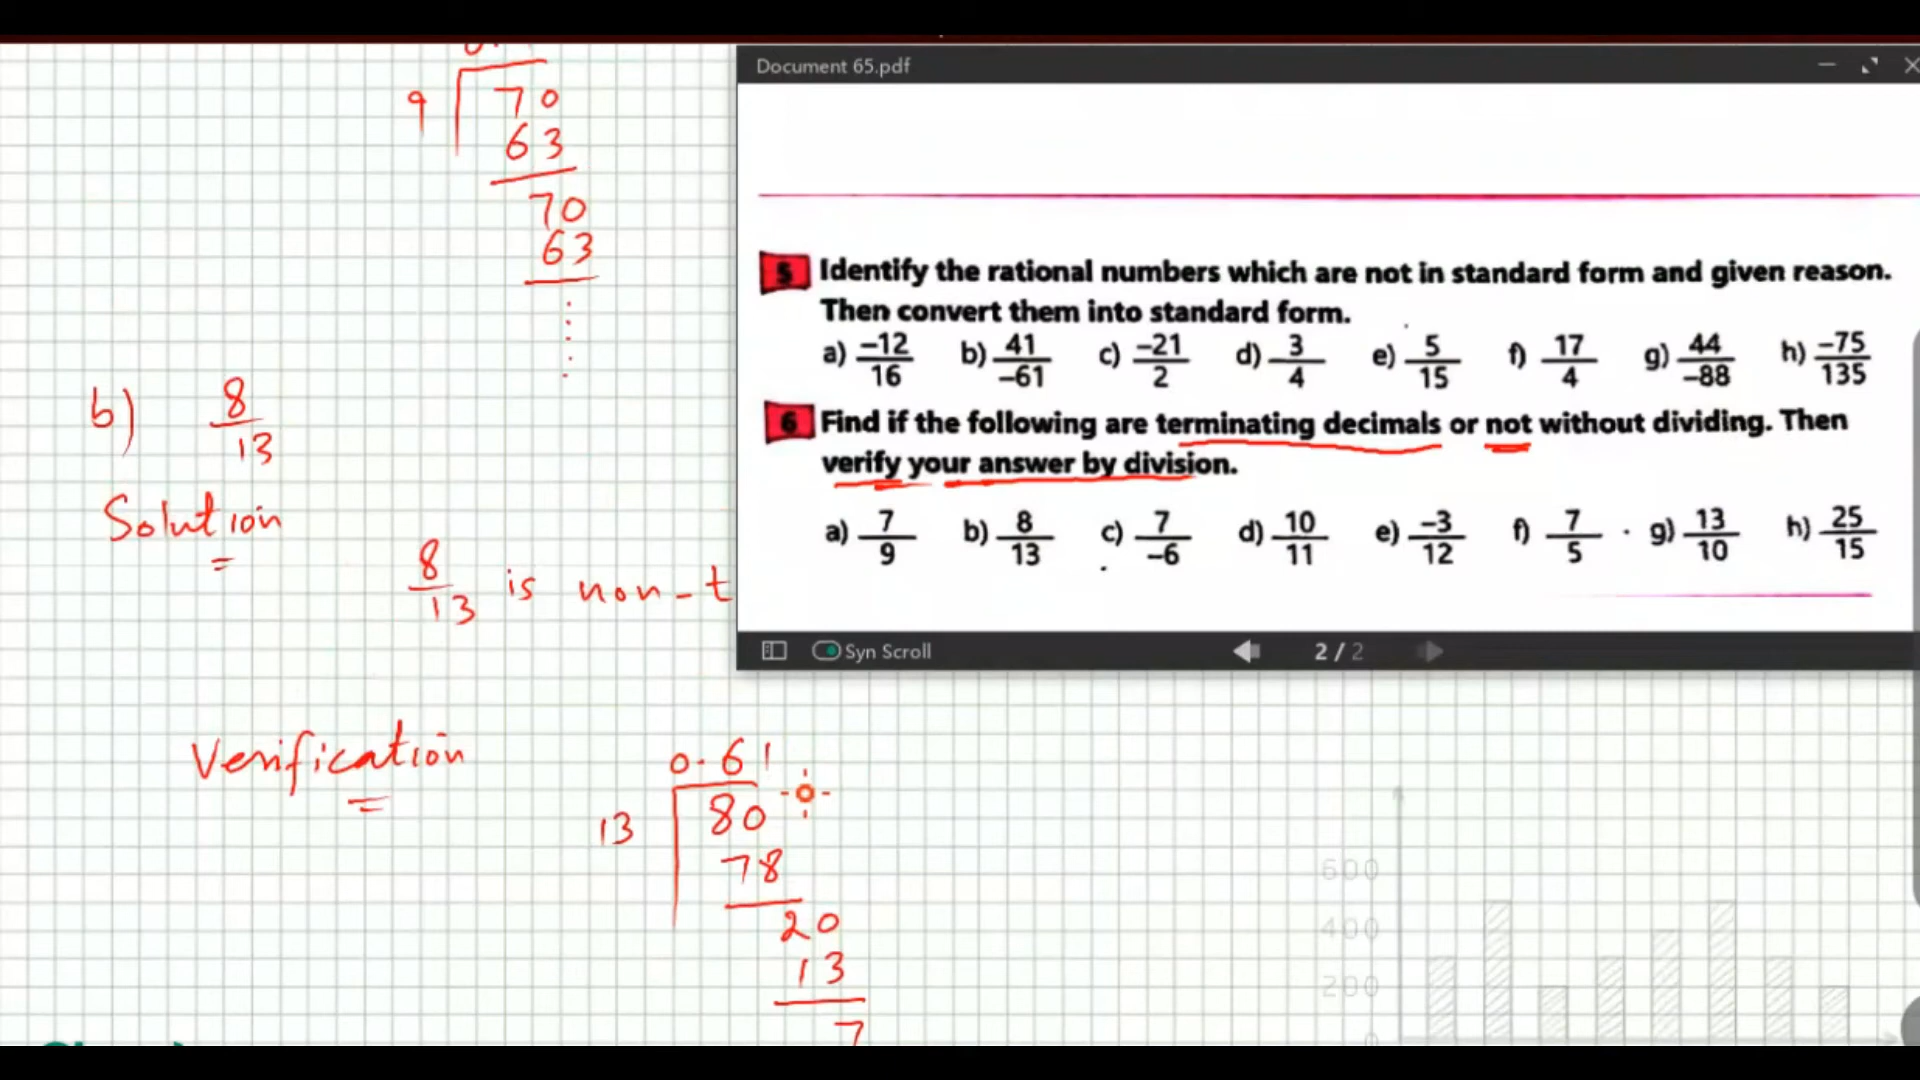 9 70
63
70
63
b) 8/13
Solution
8/13 is non-t
Verification
0.61
13 80
78
20
13
7
Document 65.pdf
5 Identify the rational numbers which are not in standard form and given reason.
Then convert them into standard form.
a) -12/16 b) 41/-61 c) -21/2 d) 3/4 e) 5/15 f) 17/4 g) 44/-88 h) -75/135
6 Find if the following are terminating decimals or not without dividing. Then
verify your answer by division.
a) 7/9 b) 8/13 c) 7/-6 d) 10/11 e) -3/12 f) 7/5 g) 13/10 h) 25/15
Syn Scroll 2 / 2
600
400
200
0